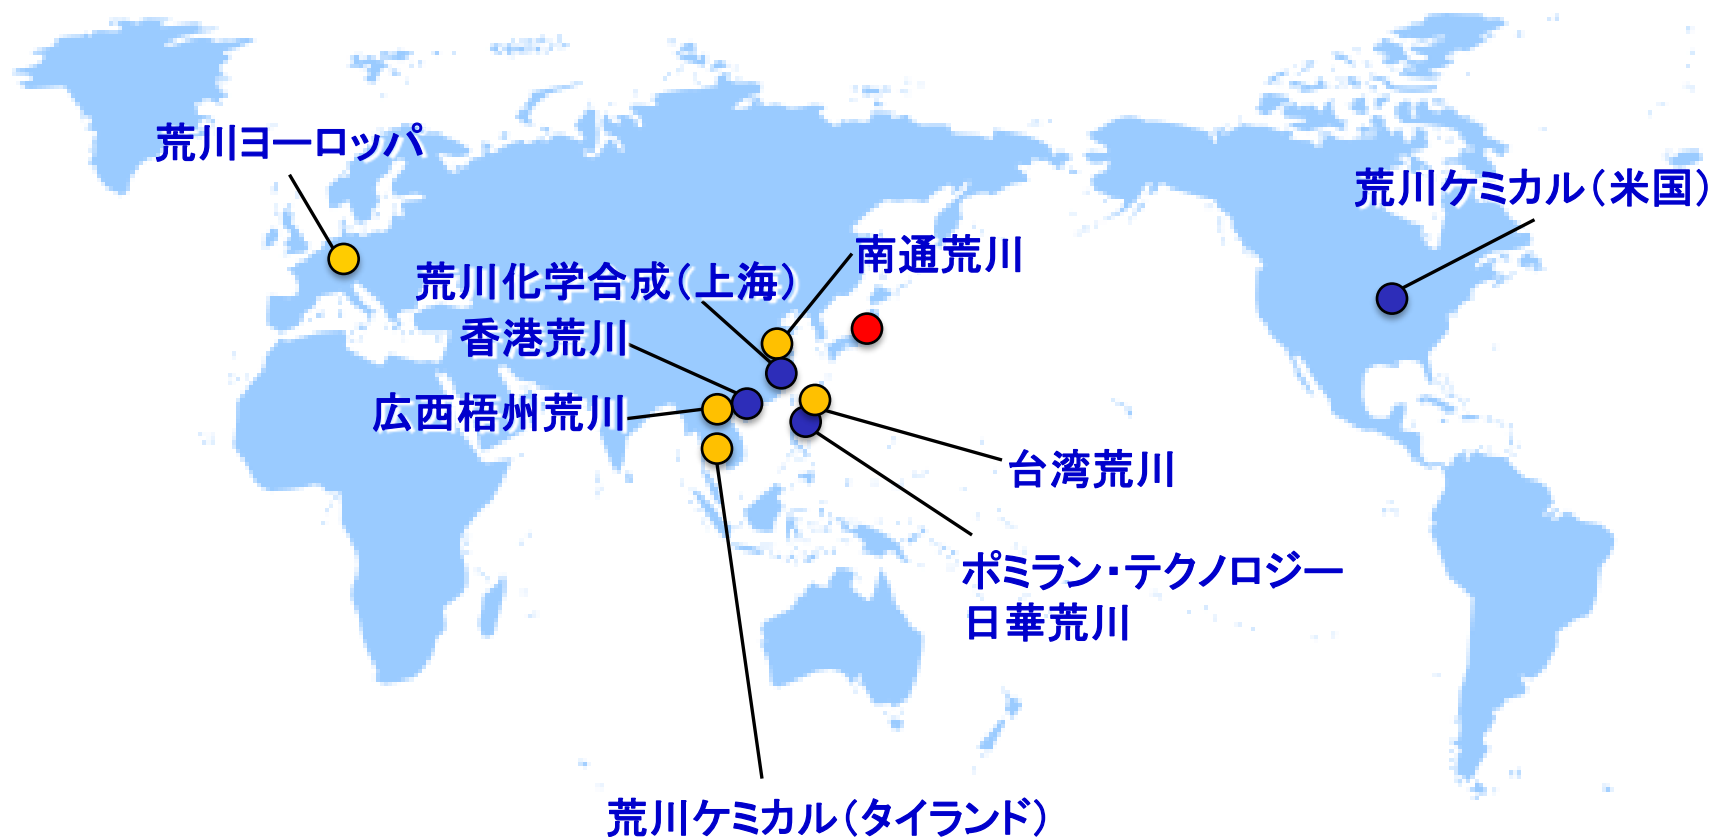 荒川ヨーロッパ
荒川ケミカル（米国）
南通荒川
荒川化学合成（上海）
香港荒川
広西梧州荒川
台湾荒川
ポミラン・テクノロジー
日華荒川
荒川ケミカル（タイランド）